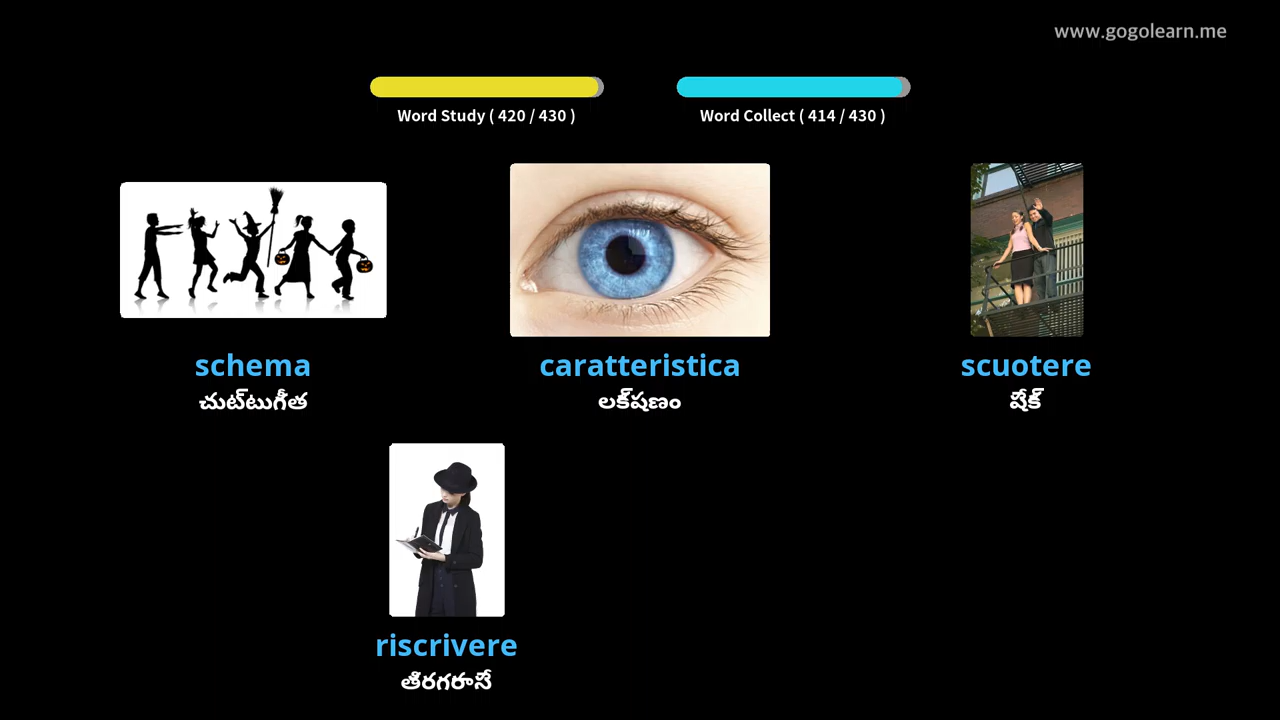 www.gogolearn.me
Word Study ( 420 / 430 )
Word Collect ( 414 / 430 )
schema
చుట్టుగీత
caratteristica
లక్షణం
scuotere
షేక్
riscrivere
తిరగరాసే